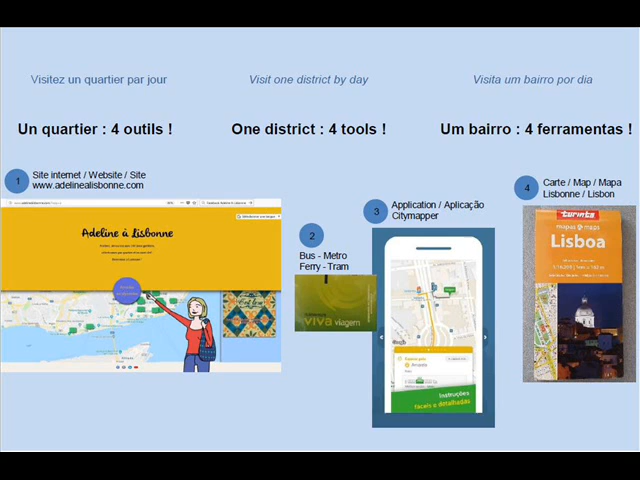 Visitez un quartier par jour
Visit one district by day
Visita um bairro por dia
Un quartier : 4 outils !
One district : 4 tools !
Um bairro : 4 ferramentas !
1
Site internet / Website / Site
www.adelinealisbonne.com
Adeline à Lisbonne
2
Bus - Metro
Ferry - Tram
viva viagem
3
Application / Aplicação
Citymapper
Instruções
fáceis e detalhadas
4
Carte / Map / Mapa
Lisbonne / Lisbon
turinta
mapas maps
Lisboa